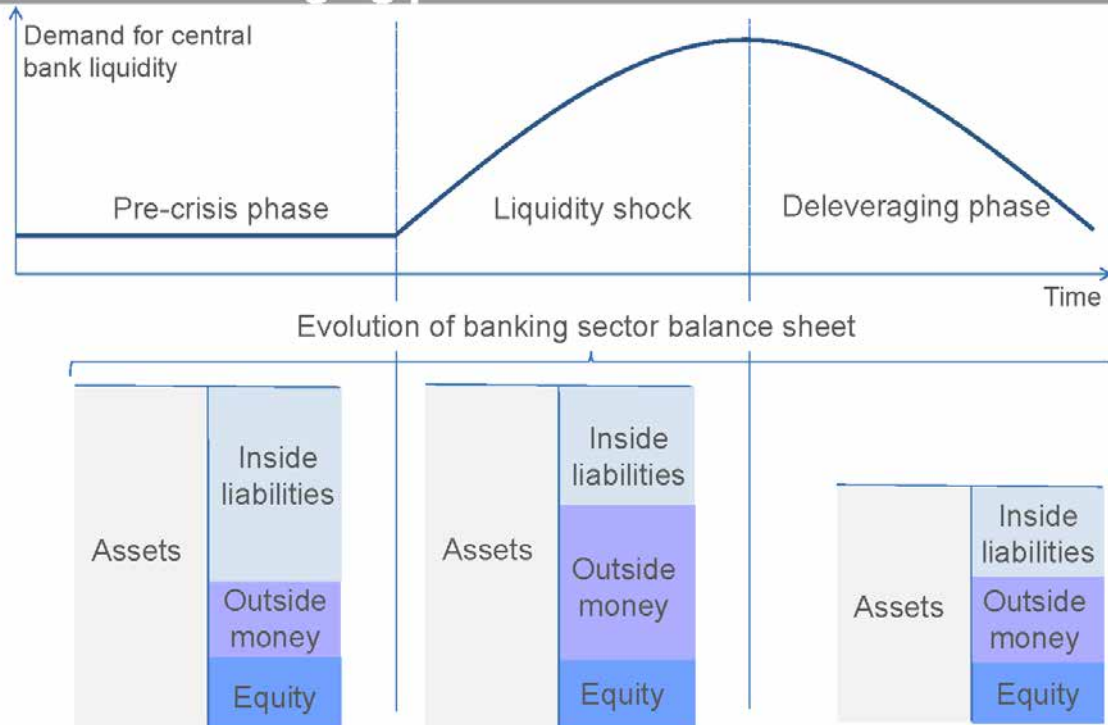 Demand for central
bank liquidity
Pre-crisis phase
Liquidity shock
Deleveraging phase
Time
Evolution of banking sector balance sheet
Assets
Inside
liabilities
Outside
money
Equity
Assets
Inside
liabilities
Outside
money
Equity
Assets
Inside
liabilities
Outside
money
Equity